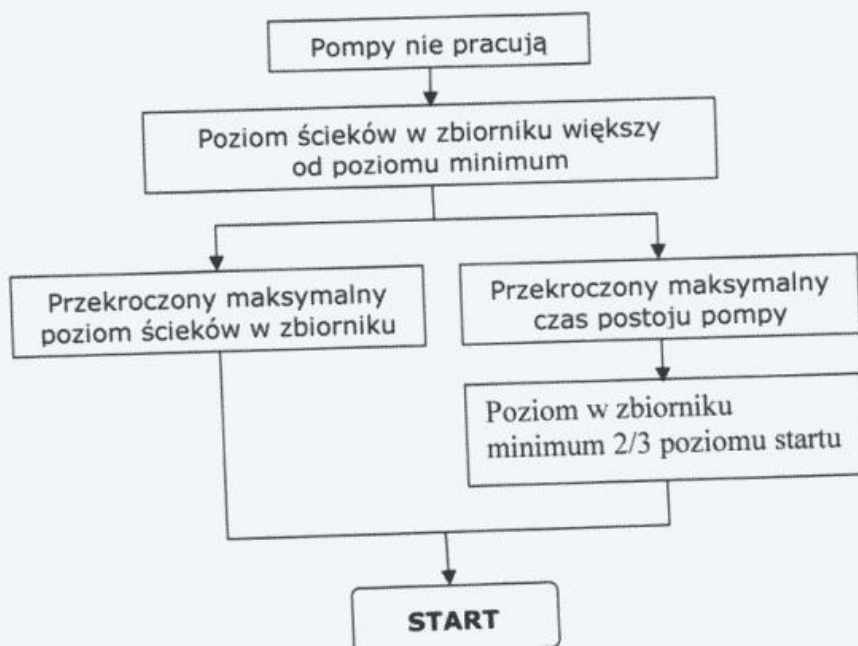 Pompy nie pracują
Poziom ścieków w zbiorniku większy
od poziomu minimum
Przekroczony maksymalny
poziom ścieków w zbiorniku
Przekroczony maksymalny
czas postoju pompy
Poziom w zbiorniku
minimum 2/3 poziomu startu
START